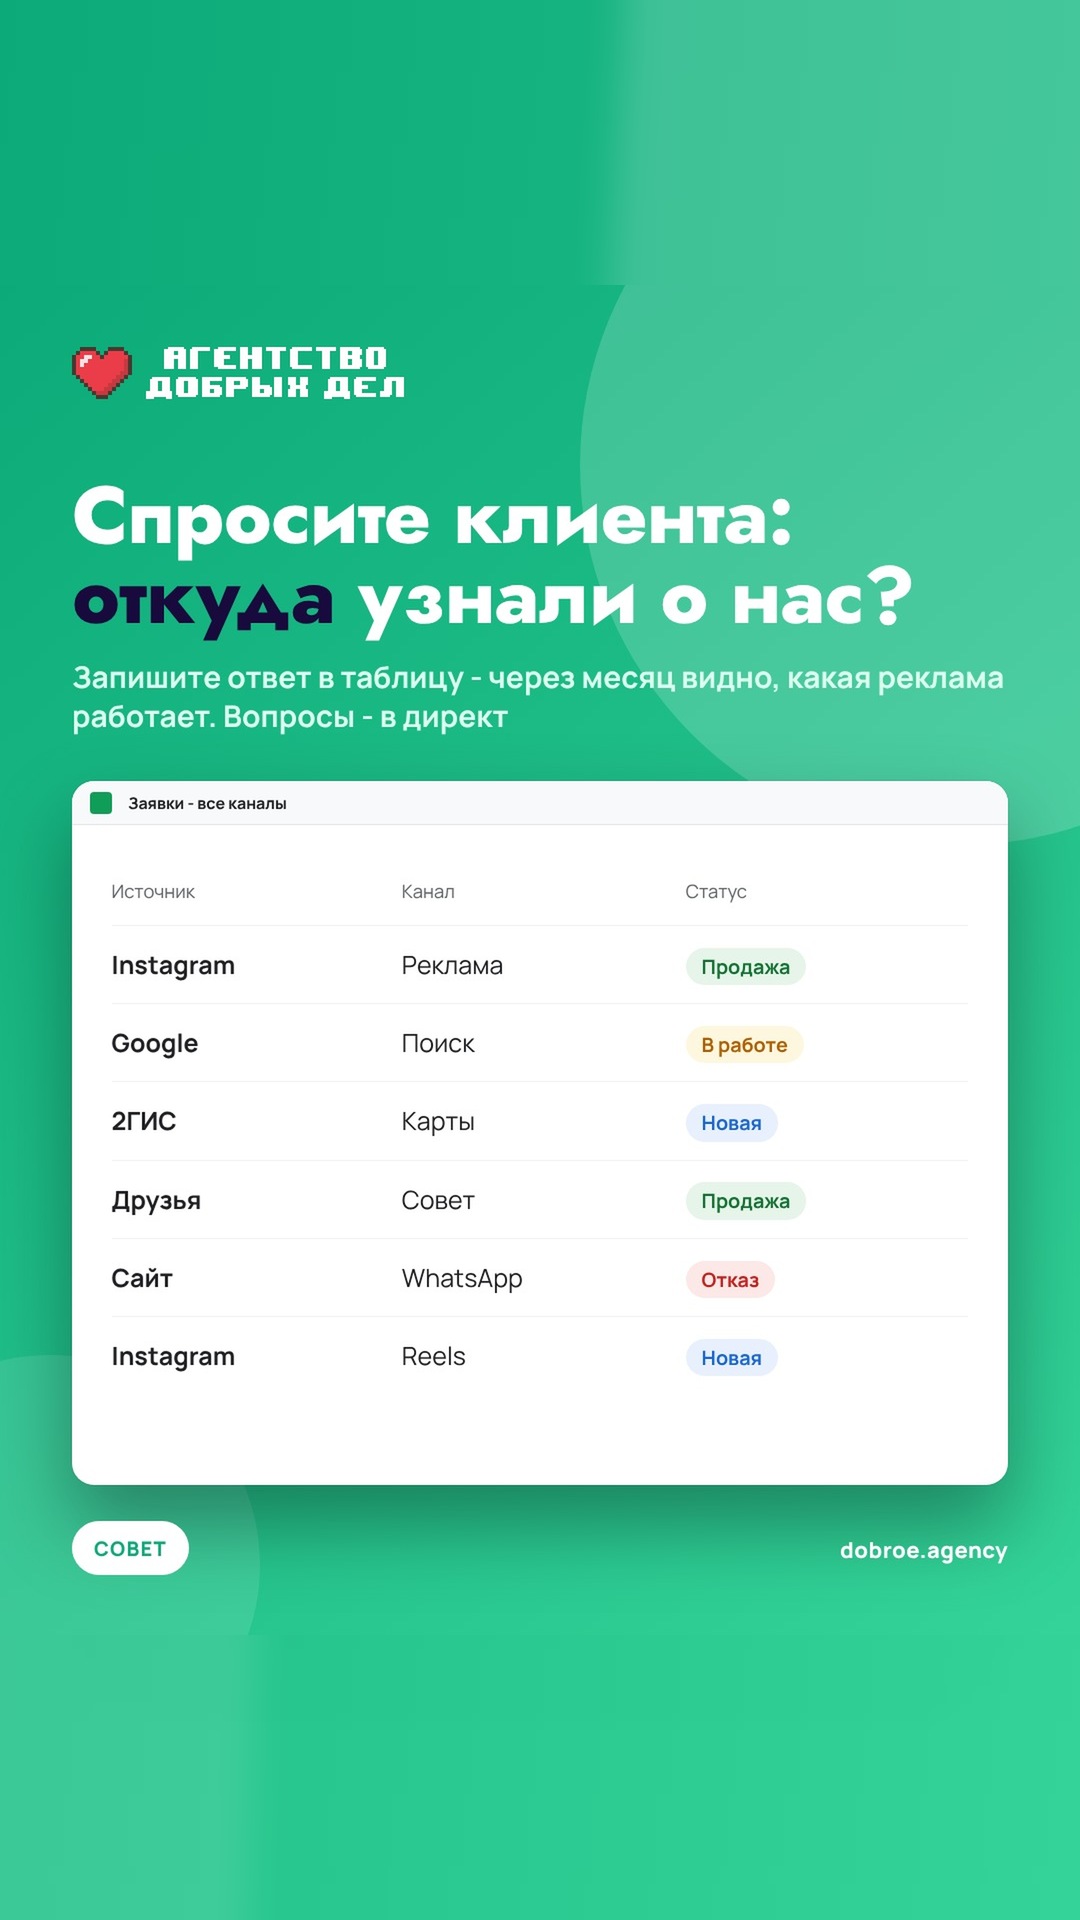 АГЕНТСТВО
ДОБРЫХ ДЕЛ
Спросите клиента:
откуда узнали о нас?
Запишите ответ в таблицу - через месяц видно, какая реклама
работает. Вопросы - в директ
Заявки - все каналы
Источник Канал Статус
Instagram Реклама Продажа
Google Поиск В работе
2ГИС Карты Новая
Друзья Совет Продажа
Сайт WhatsApp Отказ
Instagram Reels Новая
СОВЕТ dobroe.agency